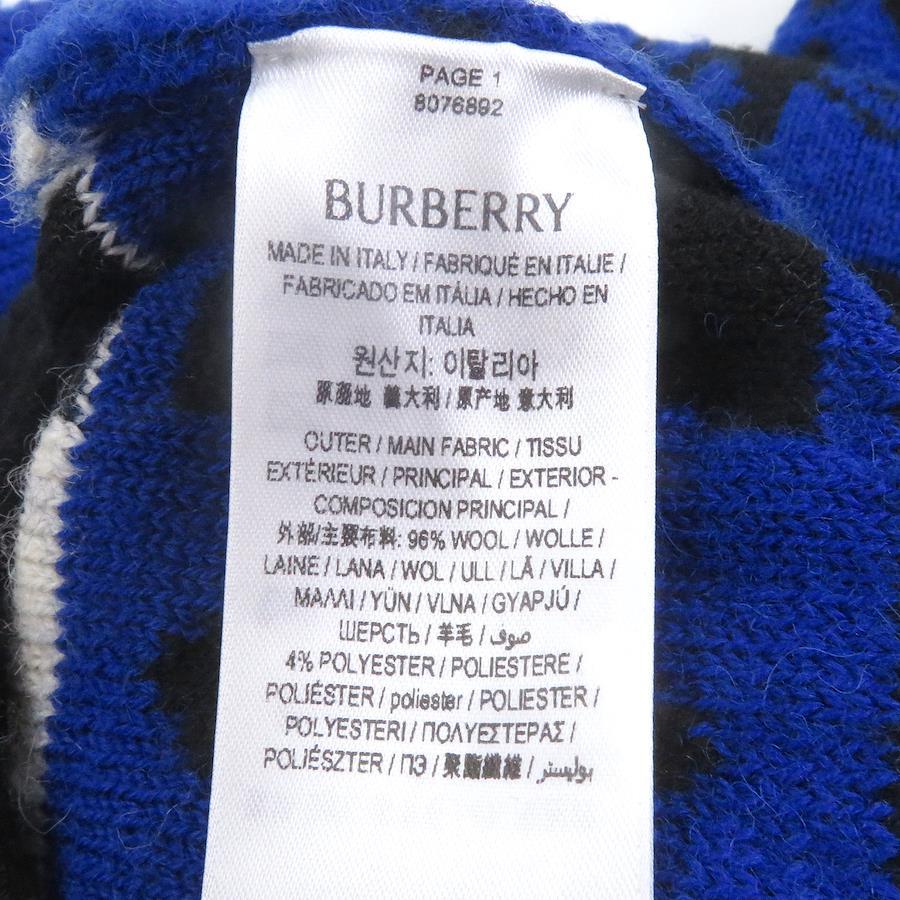 PAGE 1
8076892
BURBERRY
MADE IN ITALY / FABRIQUÉ EN ITALIE /
FABRICADO EM ITÁLIA / HECHO EN
ITALIA
원산지: 이탈리아
原產地 義大利 / 原产地 意大利
OUTER / MAIN FABRIC / TISSU
EXTÉRIEUR / PRINCIPAL / EXTERIOR -
COMPOSICION PRINCIPAL /
外部/主要布料: 96% WOOL / WOLLE /
LAINE / LANA / WOL / ULL / LÃ / VILLA /
ΜΑΛΛΙ / YÜN / VLNA / GYAPJÚ /
ШЕРСТЬ / 羊毛 / صوف
4% POLYESTER / POLIESTERE /
POLIÉSTER / poliester / POLIESTER /
POLYESTERI / ΠΟΛΥΕΣΤΕΡΑΣ /
POLIÉSZTER / ПЭ / 聚酯纖維 / بوليستر